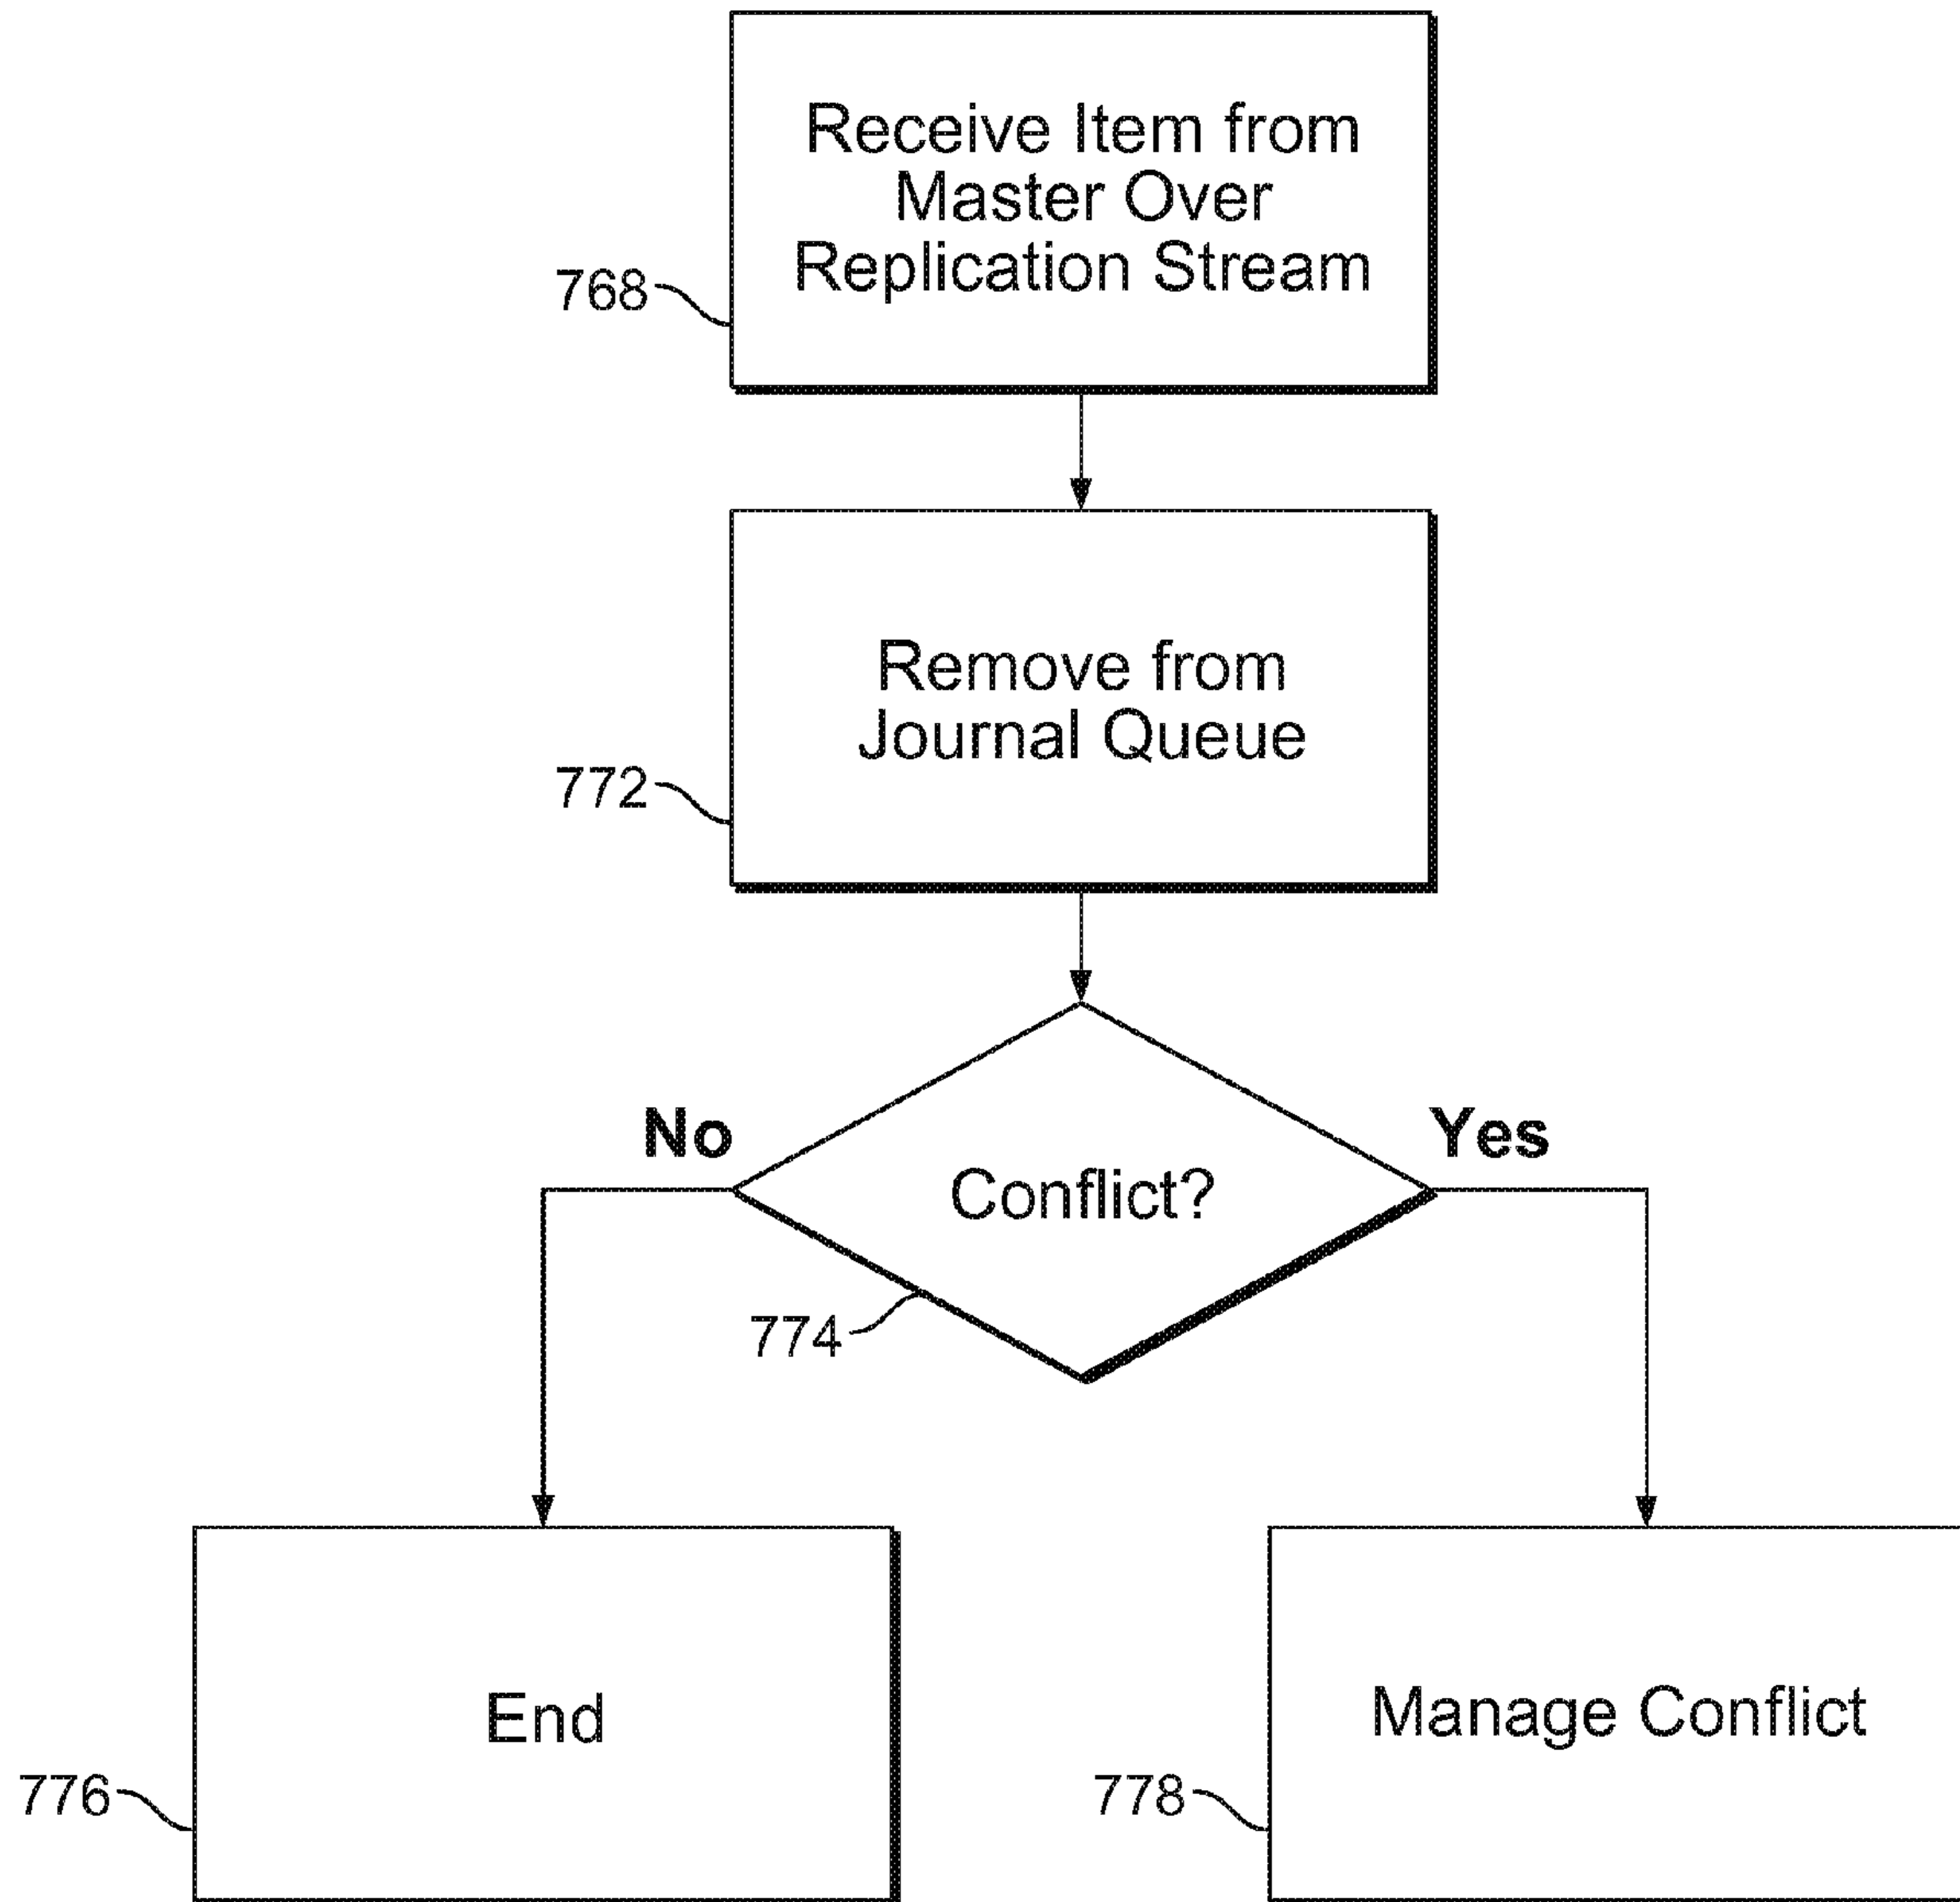 Receive Item from
Master Over
Replication Stream
768
Remove from
Journal Queue
772
No
Yes
Conflict?
774
End
776
Manage Conflict
778